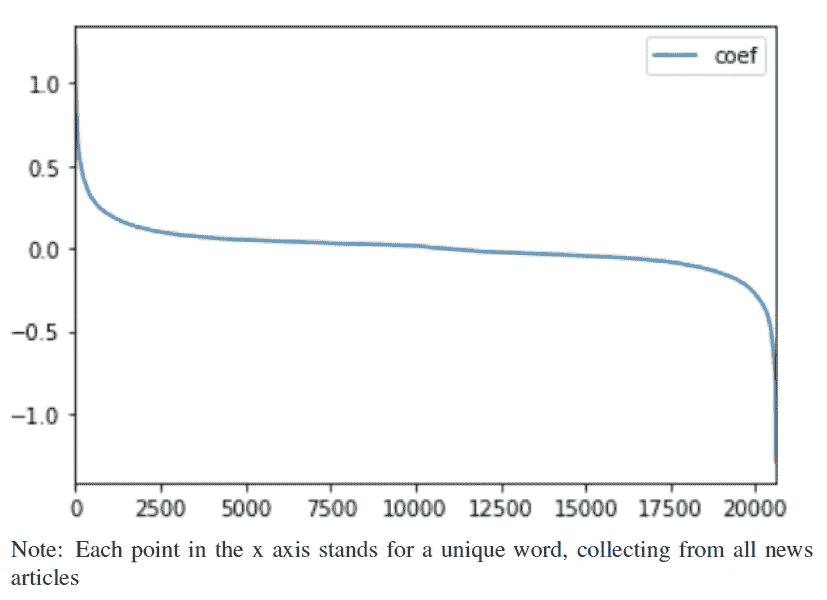 coef
1.0
0.5
0.0
−0.5
−1.0
0 2500 5000 7500 10000 12500 15000 17500 20000
Note: Each point in the x axis stands for a unique word, collecting from all news
articles